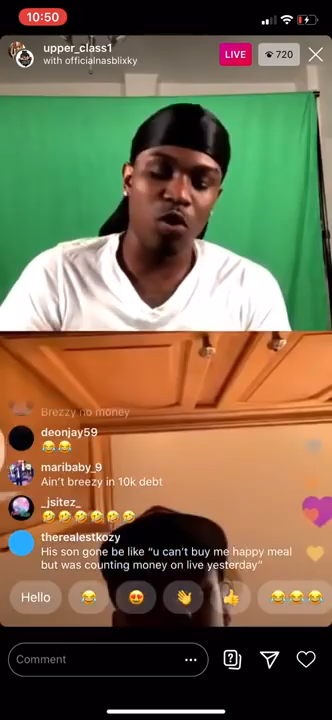 10:50
upper_class1
with officialnasblixky
LIVE
720
Brezzy no money
deonjay59
😂😂
maribaby_9
Ain't breezy in 10k debt
_jsitez_
🤣🤣🤣🤣🤣🤣
therealestkozy
His son gone be like “u can't buy me happy meal
but was counting money on live yesterday”
Hello
Comment